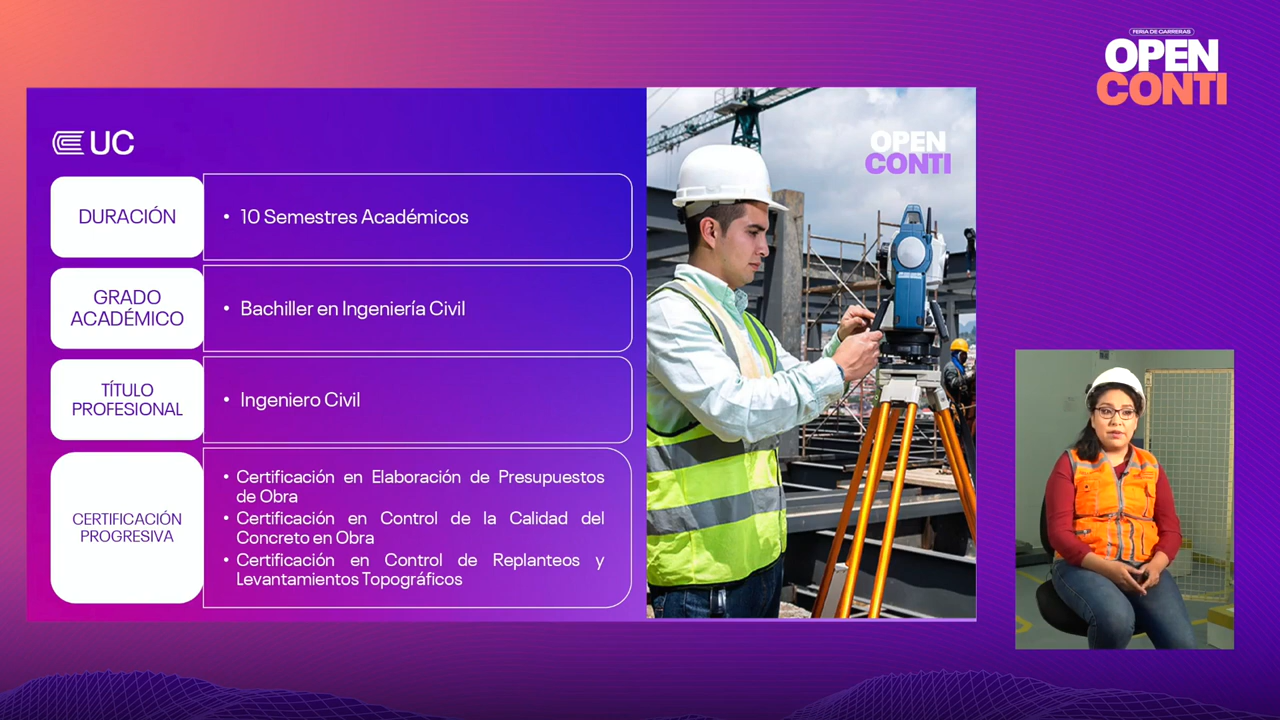 FERIA DE CARRERAS
OPEN
CONTI
UC
OPEN
CONTI
DURACIÓN
• 10 Semestres Académicos
GRADO
ACADÉMICO
• Bachiller en Ingeniería Civil
TÍTULO
PROFESIONAL
• Ingeniero Civil
CERTIFICACIÓN
PROGRESIVA
• Certificación en Elaboración de Presupuestos
de Obra
• Certificación en Control de la Calidad del
Concreto en Obra
• Certificación en Control de Replanteos y
Levantamientos Topográficos